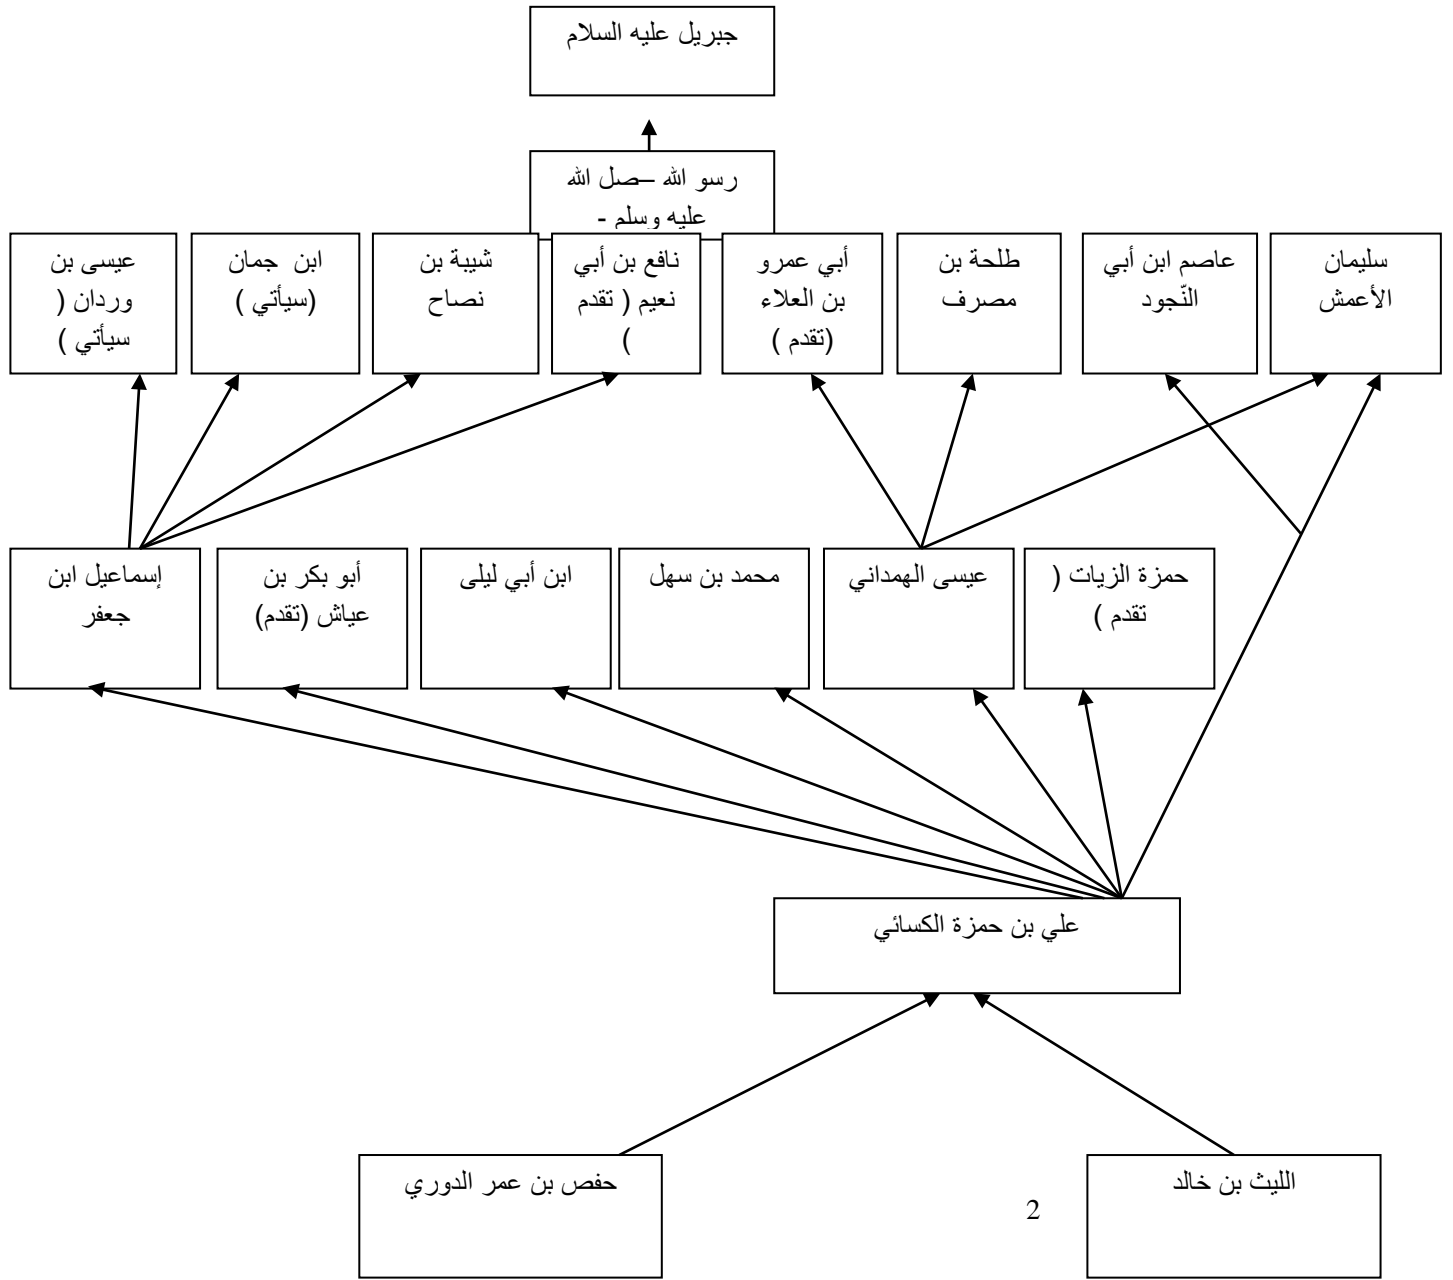 جبريل عليه السلام
رسو الله –صل الله
عليه وسلم -
سليمان
الأعمش
عاصم ابن أبي
النّجود
طلحة بن
مصرف
أبي عمرو
بن العلاء
(تقدم )
نافع بن أبي
نعيم ( تقدم
)
شيبة بن
نصاح
ابن  جمان
(سيأتي )
عيسى بن
وردان (
سيأتي )
حمزة الزيات (
تقدم )
عيسى الهمداني
محمد بن سهل
ابن أبي ليلى
أبو بكر بن
عياش (تقدم)
إسماعيل ابن
جعفر
علي بن حمزة الكسائي
الليث بن خالد
حفص بن عمر الدوري
2